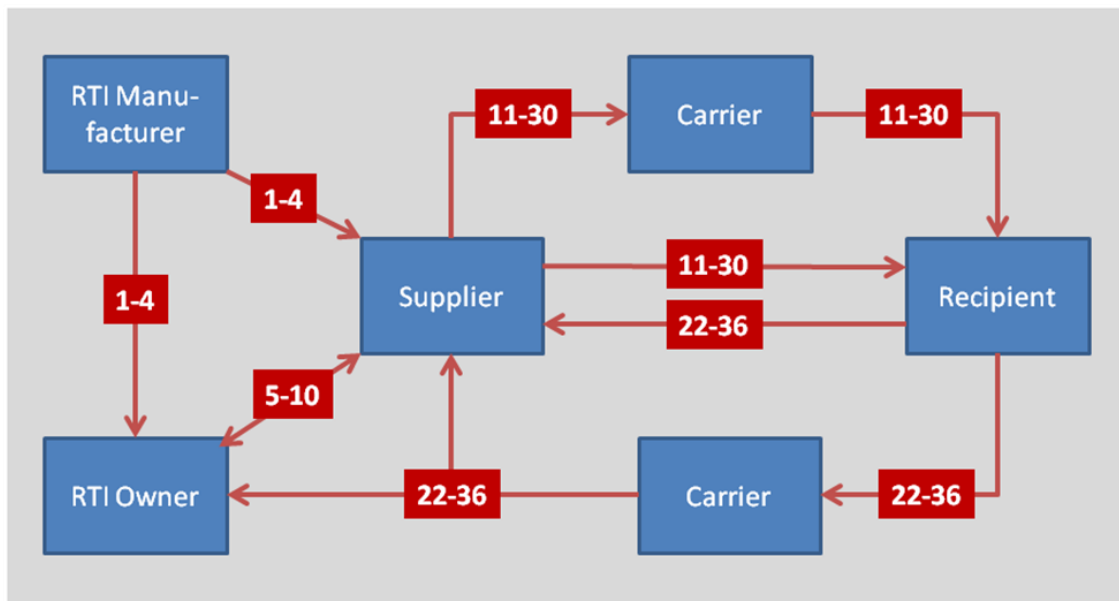 RTI Manu-
facturer
11-30
Carrier
11-30
1-4
1-4
Supplier
11-30
22-36
Recipient
5-10
RTI Owner
22-36
Carrier
22-36